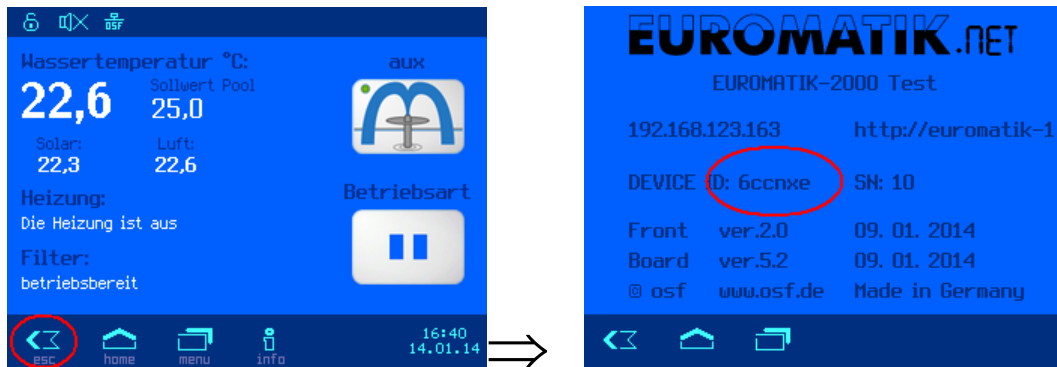 Wassertemperatur °C:
aux
22,6
Sollwert Pool
25,0
Solar:
Luft:
22,3
22,6
Heizung:
Betriebsart
Die Heizung ist aus
Filter:
betriebsbereit
esc
home
menu
info
16:40
14.01.14
EUROMATIK.NET
EUROMATIK-2000 Test
192.168.123.163
http://euromatik-1
DEVICE ID: 6ccnxe
SN: 10
Front ver.2.0 09. 01. 2014
Board ver.5.2 09. 01. 2014
© osf www.osf.de Made in Germany